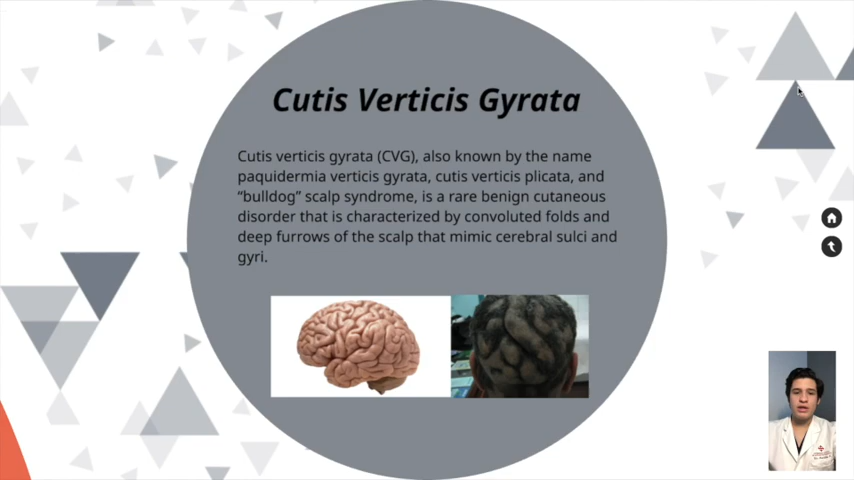 Cutis Verticis Gyrata
Cutis verticis gyrata (CVG), also known by the name
paquidermia verticis gyrata, cutis verticis plicata, and
“bulldog” scalp syndrome, is a rare benign cutaneous
disorder that is characterized by convoluted folds and
deep furrows of the scalp that mimic cerebral sulci and
gyri.